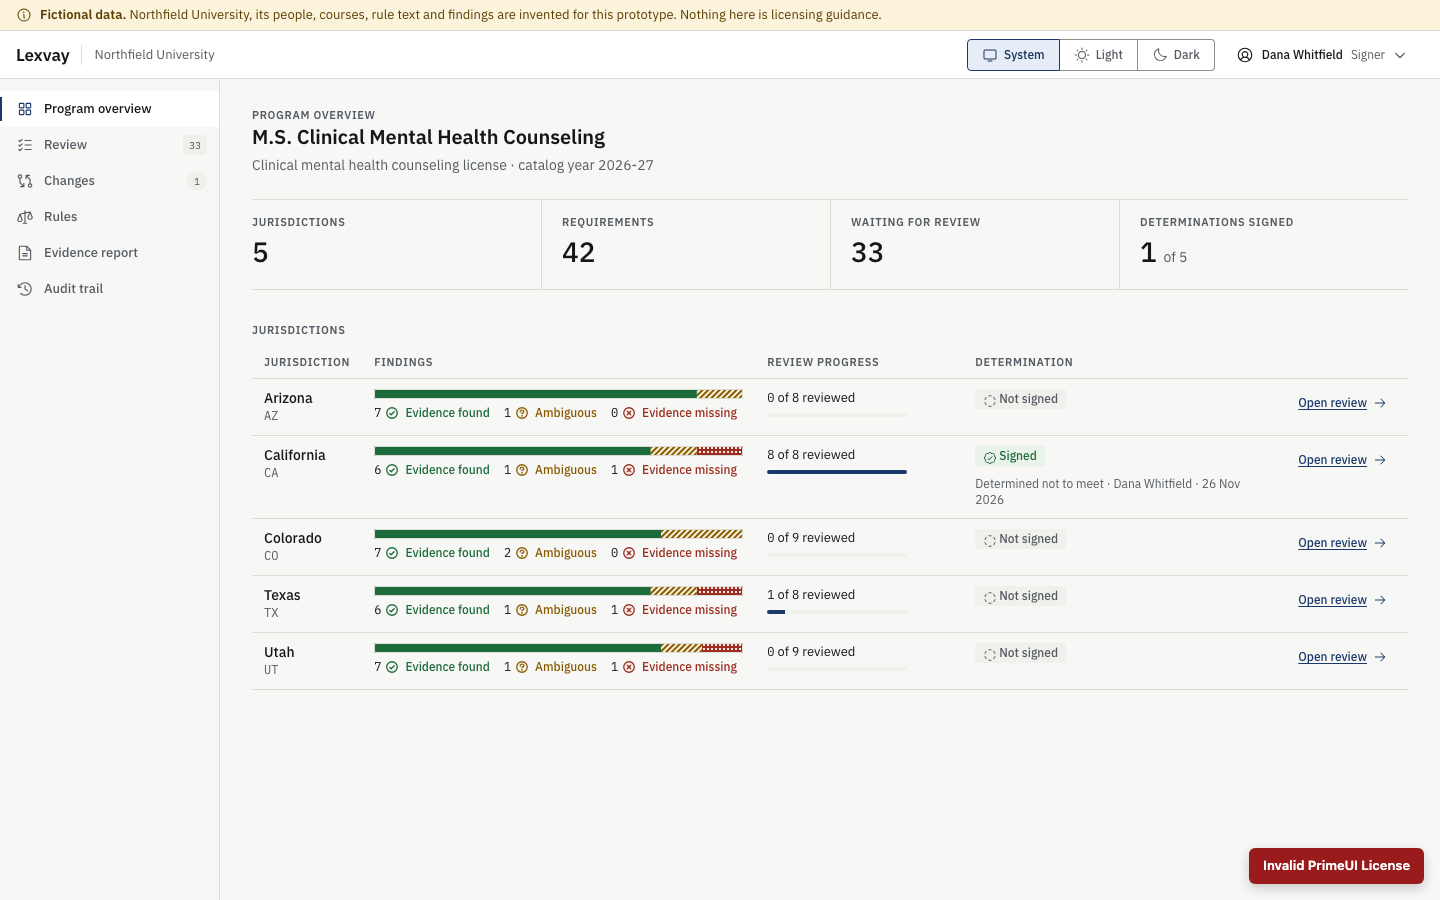 Fictional data. Northfield University, its people, courses, rule text and findings are invented for this prototype. Nothing here is licensing guidance.
Lexvay
Northfield University
System
Light
Dark
Dana Whitfield Signer
Program overview
Review 33
Changes 1
Rules
Evidence report
Audit trail
PROGRAM OVERVIEW
M.S. Clinical Mental Health Counseling
Clinical mental health counseling license · catalog year 2026-27
JURISDICTIONS
5
REQUIREMENTS
42
WAITING FOR REVIEW
33
DETERMINATIONS SIGNED
1 of 5
JURISDICTIONS
JURISDICTION FINDINGS REVIEW PROGRESS DETERMINATION
Arizona
AZ
7 Evidence found 1 Ambiguous 0 Evidence missing
0 of 8 reviewed
Not signed
Open review
California
CA
6 Evidence found 1 Ambiguous 1 Evidence missing
8 of 8 reviewed
Signed
Determined not to meet · Dana Whitfield · 26 Nov
2026
Open review
Colorado
CO
7 Evidence found 2 Ambiguous 0 Evidence missing
0 of 9 reviewed
Not signed
Open review
Texas
TX
6 Evidence found 1 Ambiguous 1 Evidence missing
1 of 8 reviewed
Not signed
Open review
Utah
UT
7 Evidence found 1 Ambiguous 1 Evidence missing
0 of 9 reviewed
Not signed
Open review
Invalid PrimeUI License